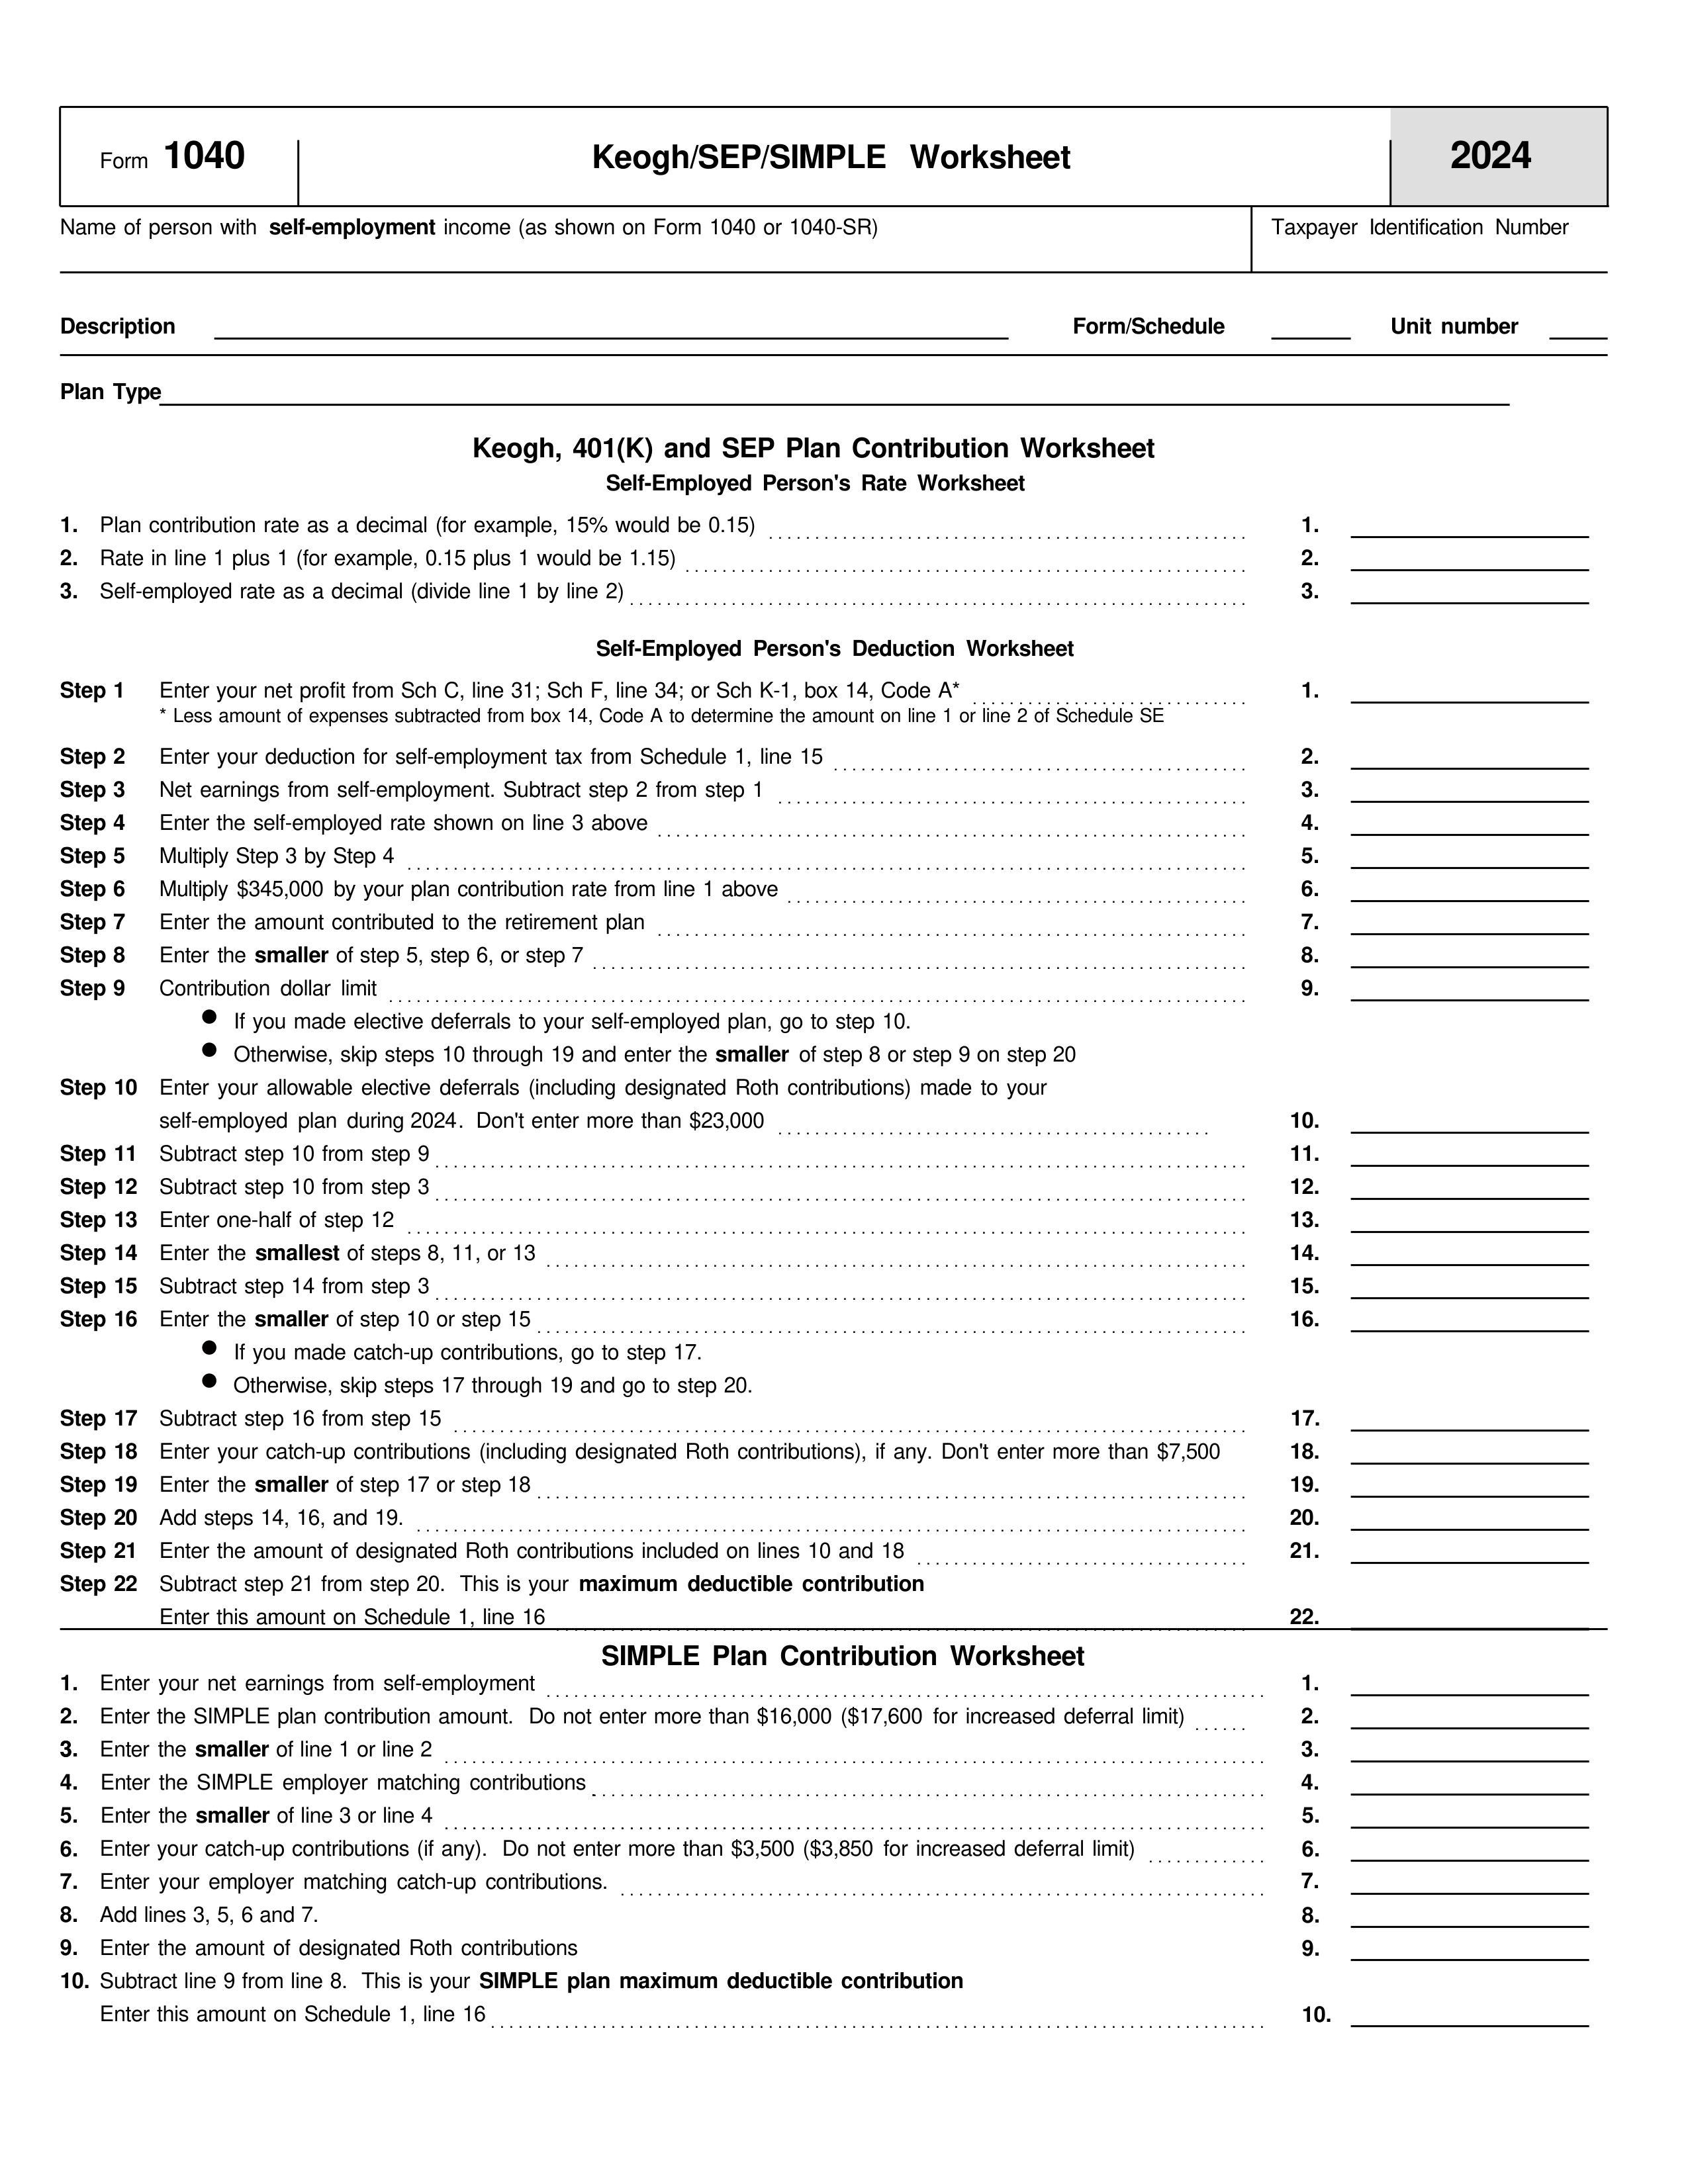 Form 1040 Keogh/SEP/SIMPLE Worksheet 2024
Name of person with self-employment income (as shown on Form 1040 or 1040-SR) Taxpayer Identification Number
Description Form/Schedule Unit number
Plan Type
Keogh, 401(K) and SEP Plan Contribution Worksheet
Self-Employed Person's Rate Worksheet
1. Plan contribution rate as a decimal (for example, 15% would be 0.15) 1.
2. Rate in line 1 plus 1 (for example, 0.15 plus 1 would be 1.15) 2.
3. Self-employed rate as a decimal (divide line 1 by line 2) 3.
Self-Employed Person's Deduction Worksheet
Step 1 Enter your net profit from Sch C, line 31; Sch F, line 34; or Sch K-1, box 14, Code A* 1.
* Less amount of expenses subtracted from box 14, Code A to determine the amount on line 1 or line 2 of Schedule SE
Step 2 Enter your deduction for self-employment tax from Schedule 1, line 15 2.
Step 3 Net earnings from self-employment. Subtract step 2 from step 1 3.
Step 4 Enter the self-employed rate shown on line 3 above 4.
Step 5 Multiply Step 3 by Step 4 5.
Step 6 Multiply $345,000 by your plan contribution rate from line 1 above 6.
Step 7 Enter the amount contributed to the retirement plan 7.
Step 8 Enter the smaller of step 5, step 6, or step 7 8.
Step 9 Contribution dollar limit 9.
● If you made elective deferrals to your self-employed plan, go to step 10.
● Otherwise, skip steps 10 through 19 and enter the smaller of step 8 or step 9 on step 20
Step 10 Enter your allowable elective deferrals (including designated Roth contributions) made to your
self-employed plan during 2024. Don't enter more than $23,000 10.
Step 11 Subtract step 10 from step 9 11.
Step 12 Subtract step 10 from step 3 12.
Step 13 Enter one-half of step 12 13.
Step 14 Enter the smallest of steps 8, 11, or 13 14.
Step 15 Subtract step 14 from step 3 15.
Step 16 Enter the smaller of step 10 or step 15 16.
● If you made catch-up contributions, go to step 17.
● Otherwise, skip steps 17 through 19 and go to step 20.
Step 17 Subtract step 16 from step 15 17.
Step 18 Enter your catch-up contributions (including designated Roth contributions), if any. Don't enter more than $7,500 18.
Step 19 Enter the smaller of step 17 or step 18 19.
Step 20 Add steps 14, 16, and 19. 20.
Step 21 Enter the amount of designated Roth contributions included on lines 10 and 18 21.
Step 22 Subtract step 21 from step 20. This is your maximum deductible contribution
Enter this amount on Schedule 1, line 16 22.
SIMPLE Plan Contribution Worksheet
1. Enter your net earnings from self-employment 1.
2. Enter the SIMPLE plan contribution amount. Do not enter more than $16,000 ($17,600 for increased deferral limit) 2.
3. Enter the smaller of line 1 or line 2 3.
4. Enter the SIMPLE employer matching contributions 4.
5. Enter the smaller of line 3 or line 4 5.
6. Enter your catch-up contributions (if any). Do not enter more than $3,500 ($3,850 for increased deferral limit) 6.
7. Enter your employer matching catch-up contributions. 7.
8. Add lines 3, 5, 6 and 7. 8.
9. Enter the amount of designated Roth contributions 9.
10. Subtract line 9 from line 8. This is your SIMPLE plan maximum deductible contribution
Enter this amount on Schedule 1, line 16 10.